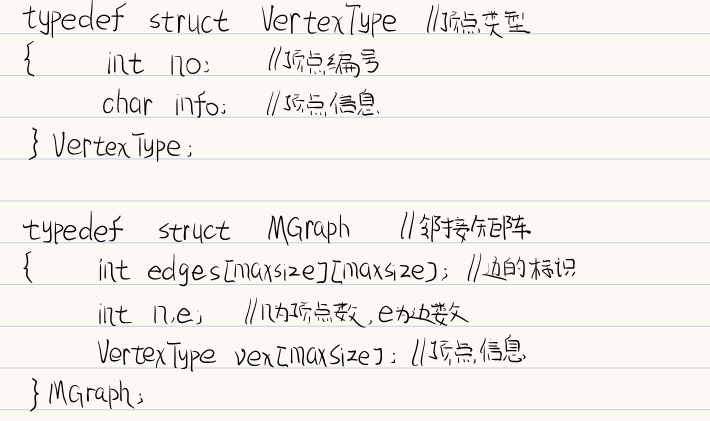 typedef struct VertexType //顶点类型
{ int no; //顶点编号
char info; //顶点信息
} VertexType;
typedef struct MGraph //邻接矩阵
{ int edges[maxsize][maxsize]; //边的标识
int n,e; //n为顶点数,e为边数
VertexType vex[maxsize]; //顶点信息
} MGraph;